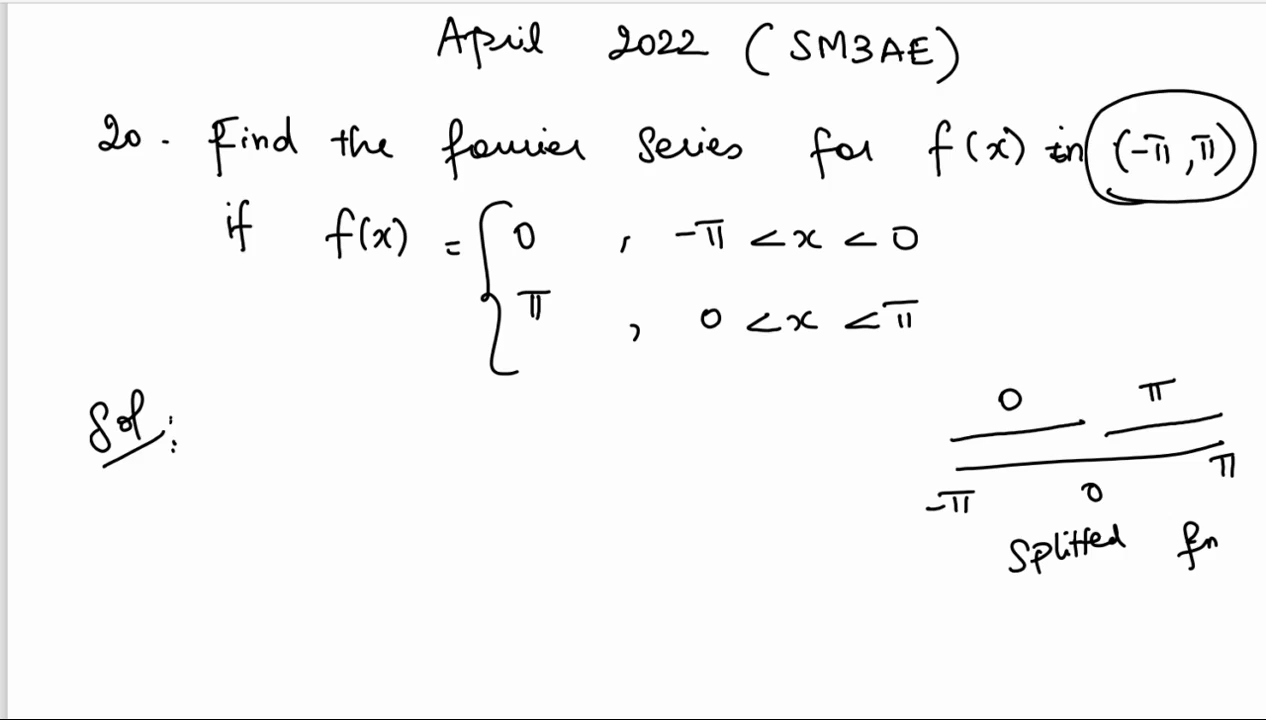 April 2022 (SM3AE)
20. Find the fourier series for f(x) in (-π, π)
if f(x) = { 0 , -π < x < 0
π , 0 < x < π
Sol:
0 π
-π 0 π
Splitted fn